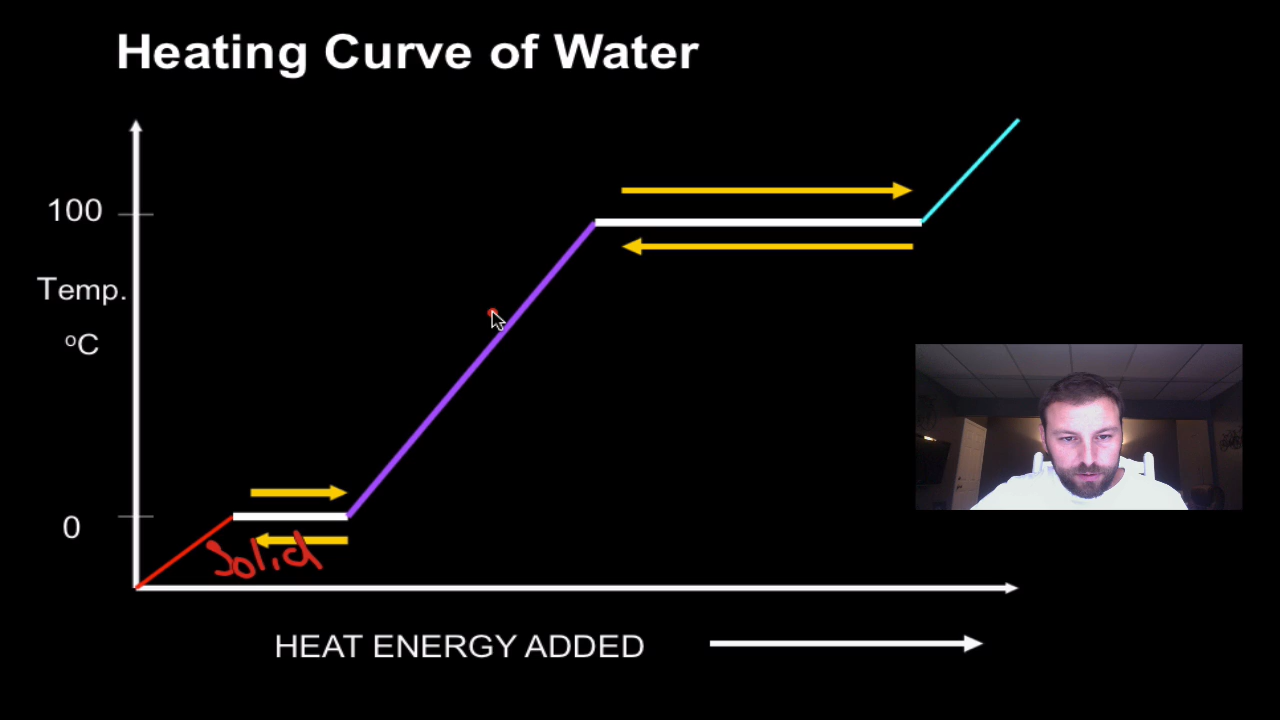 Heating Curve of Water
100
Temp.
ºC
0
Solid
HEAT ENERGY ADDED